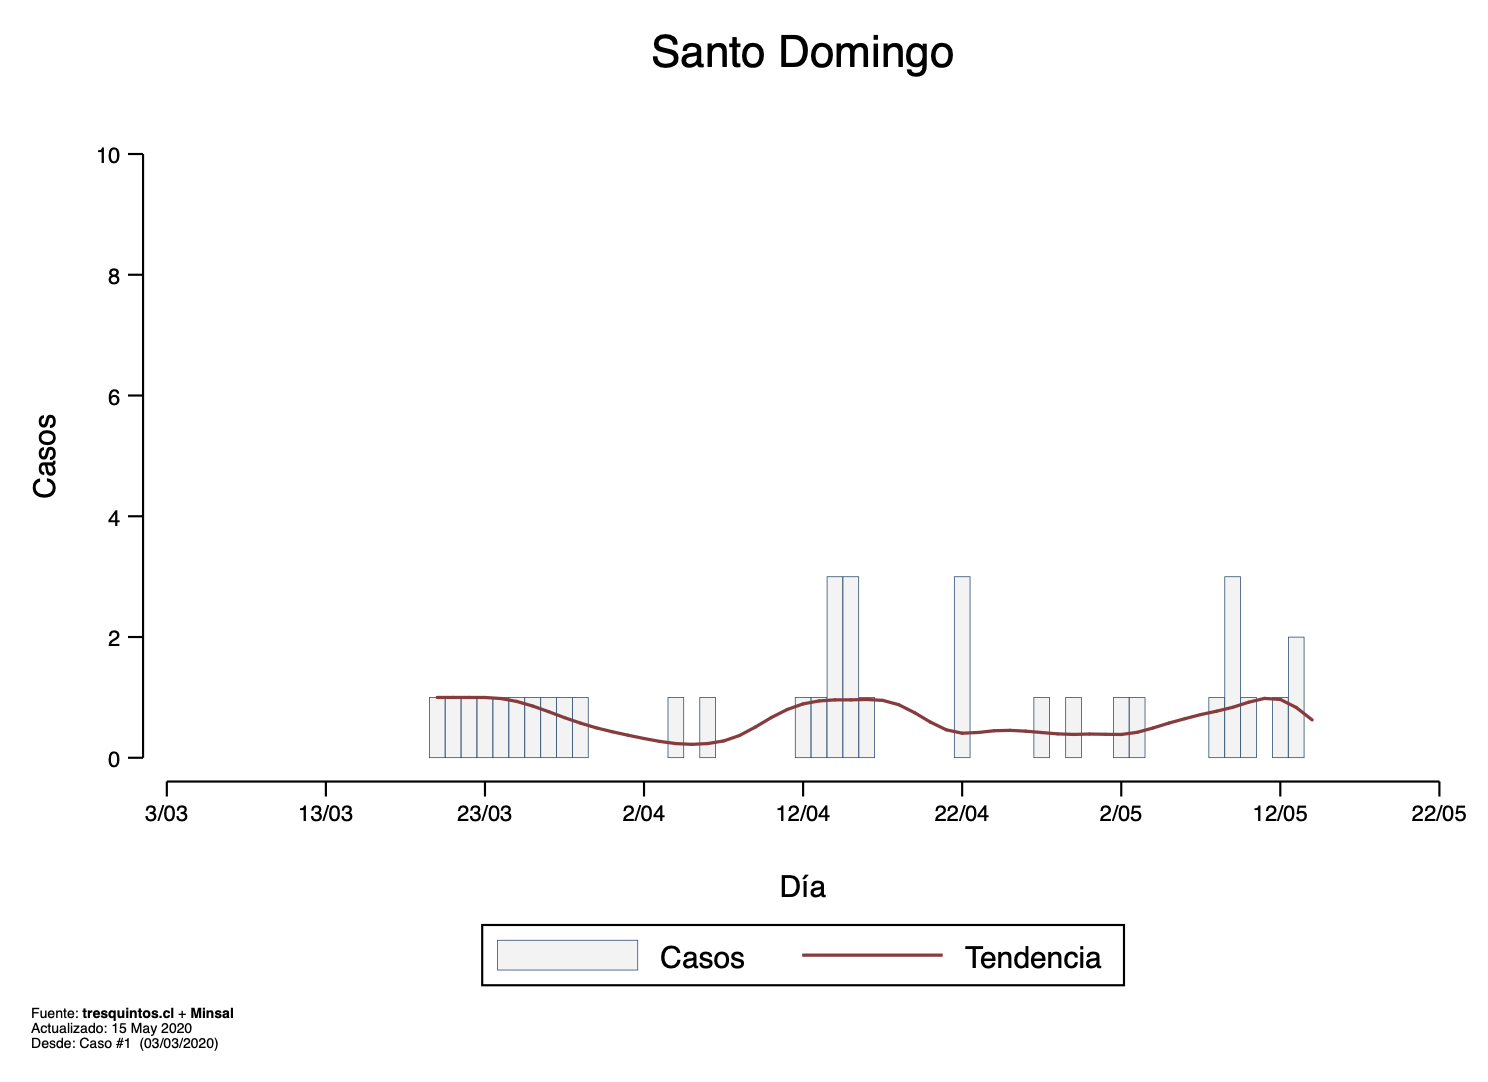 Santo Domingo
10
8
6
4
2
0
Casos
3/03 13/03 23/03 2/04 12/04 22/04 2/05 12/05 22/05
Día
Casos Tendencia
Fuente: tresquintos.cl + Minsal
Actualizado: 15 May 2020
Desde: Caso #1 (03/03/2020)